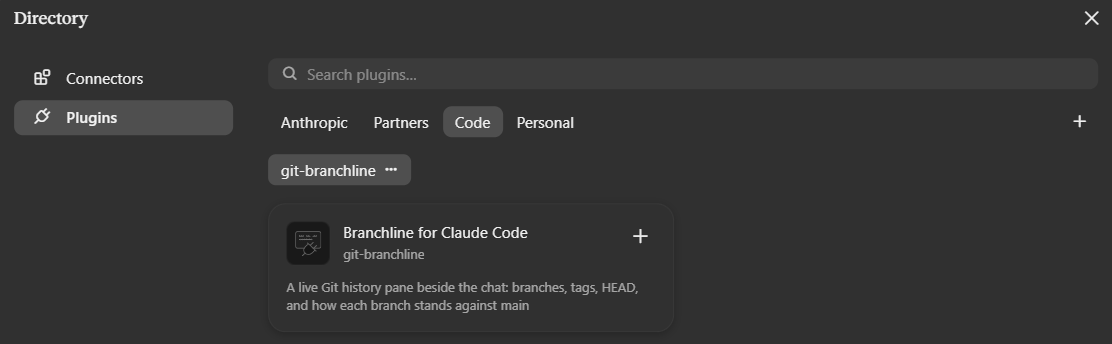 Directory
Connectors
Plugins
Search plugins...
Anthropic
Partners
Code
Personal
git-branchline
Branchline for Claude Code
git-branchline
A live Git history pane beside the chat: branches, tags, HEAD,
and how each branch stands against main